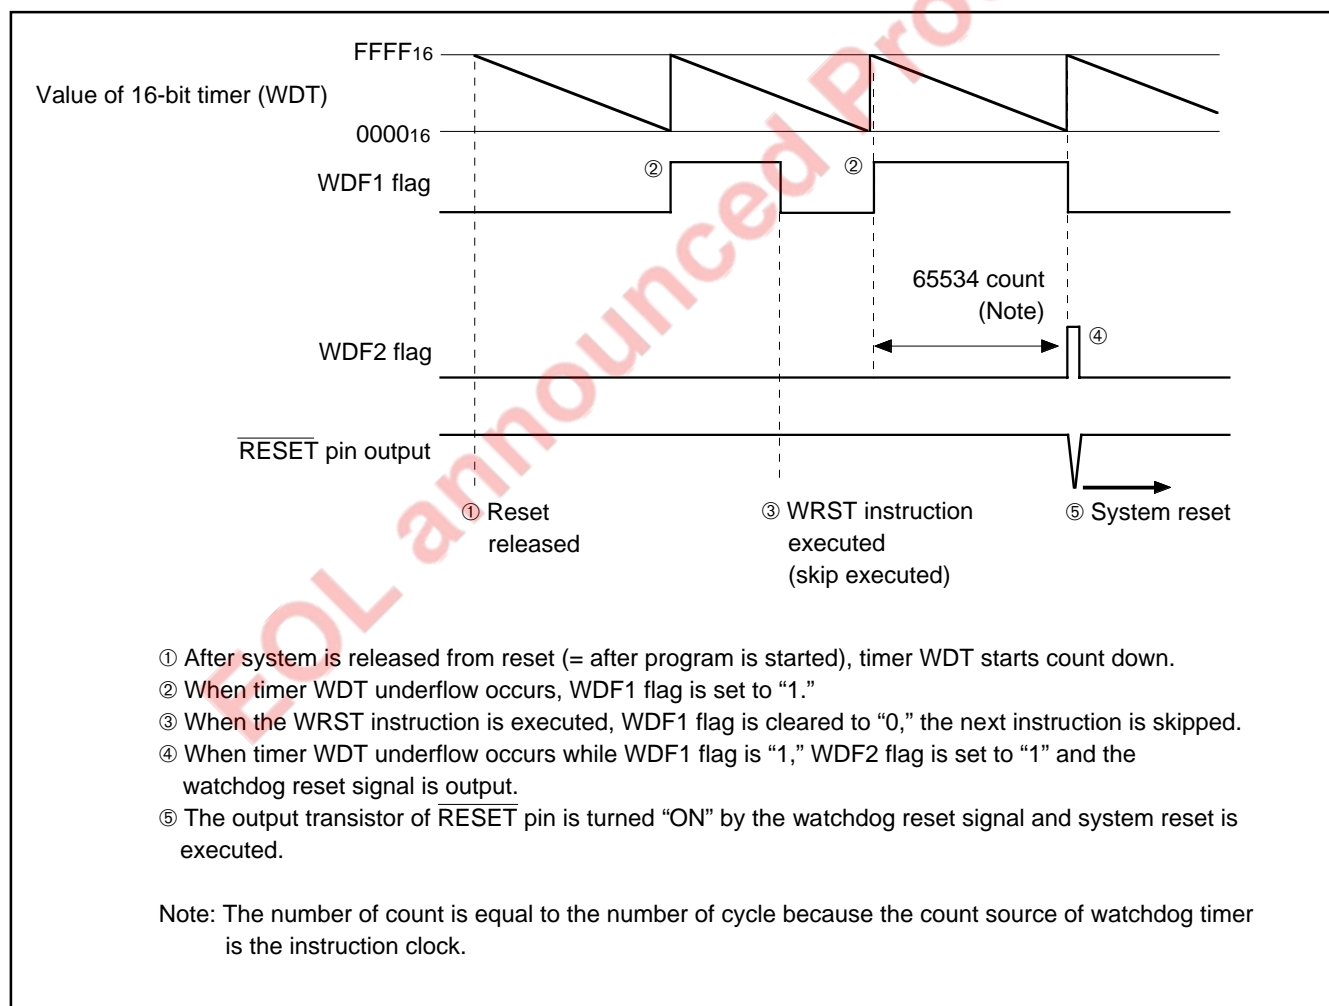 FFFF16
Value of 16-bit timer (WDT)
000016
WDF1 flag
②
②
65534 count
(Note)
WDF2 flag
④
RESET pin output
① Reset
released
③ WRST instruction
executed
(skip executed)
⑤ System reset
① After system is released from reset (= after program is started), timer WDT starts count down.
② When timer WDT underflow occurs, WDF1 flag is set to “1.”
③ When the WRST instruction is executed, WDF1 flag is cleared to “0,” the next instruction is skipped.
④ When timer WDT underflow occurs while WDF1 flag is “1,” WDF2 flag is set to “1” and the
watchdog reset signal is output.
⑤ The output transistor of RESET pin is turned “ON” by the watchdog reset signal and system reset is
executed.
Note: The number of count is equal to the number of cycle because the count source of watchdog timer
is the instruction clock.
EOL announced Pro